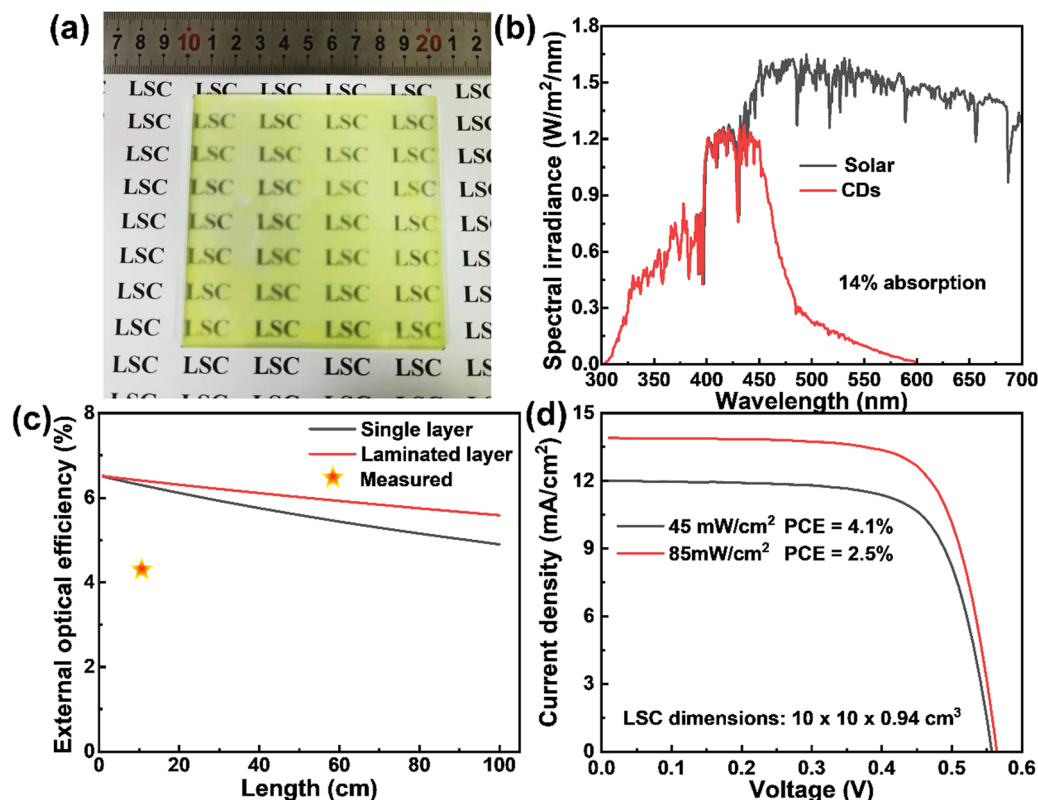 (a)
7 8 9 10 1 2 3 4 5 6 7 8 9 20 1 2
LSC LSC LSC LSC LSC LSC
LSC LSC LSC LSC LSC LSC
LSC LSC LSC LSC LSC LS
LSC LSC LSC LSC LSC LSC
LSC LSC LSC LSC LSC LS
LSC LSC LSC LSC LSC LS
LSC LSC LSC LSC LSC LS
LSC LSC LSC LSC LSC LS
LSC LSC LSC LSC LSC LS
(b)
Spectral irradiance (W/m²/nm)
1.8
1.5
1.2
0.9
0.6
0.3
0.0
Solar
CDs
14% absorption
300 350 400 450 500 550 600 650 700
Wavelength (nm)
(c)
External optical efficiency (%)
8
6
4
2
0
Single layer
Laminated layer
Measured
0 20 40 60 80 100
Length (cm)
(d)
Current density (mA/cm²)
15
12
9
6
3
0
45 mW/cm² PCE = 4.1%
85mW/cm² PCE = 2.5%
LSC dimensions: 10 x 10 x 0.94 cm³
0.0 0.1 0.2 0.3 0.4 0.5 0.6
Voltage (V)